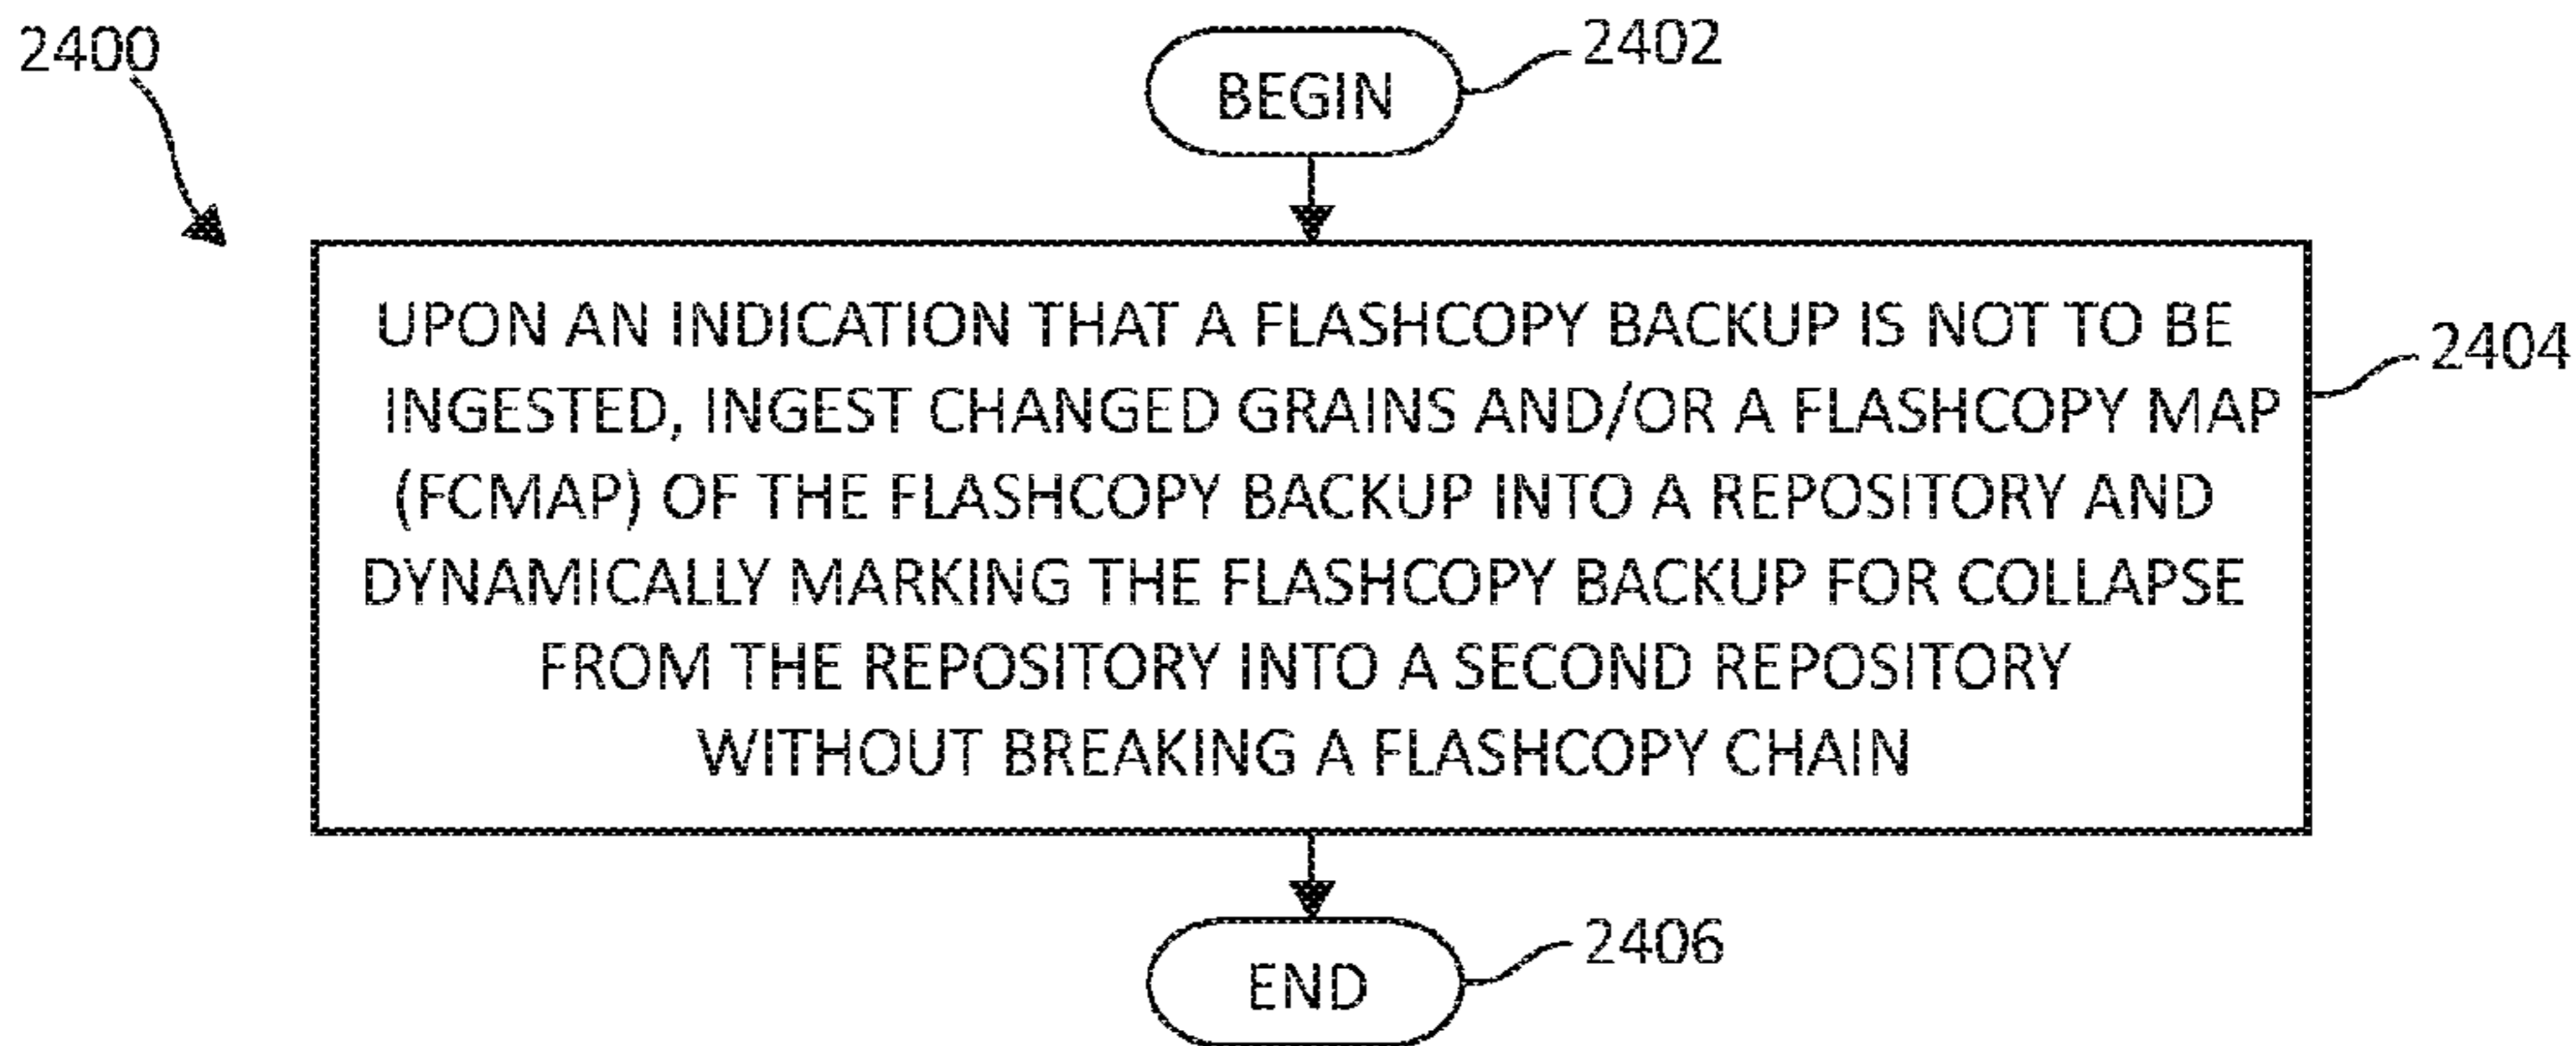 2400
2402
BEGIN
UPON AN INDICATION THAT A FLASHCOPY BACKUP IS NOT TO BE
INGESTED, INGEST CHANGED GRAINS AND/OR A FLASHCOPY MAP
(FCMAP) OF THE FLASHCOPY BACKUP INTO A REPOSITORY AND
DYNAMICALLY MARKING THE FLASHCOPY BACKUP FOR COLLAPSE
FROM THE REPOSITORY INTO A SECOND REPOSITORY
WITHOUT BREAKING A FLASHCOPY CHAIN
2404
2406
END